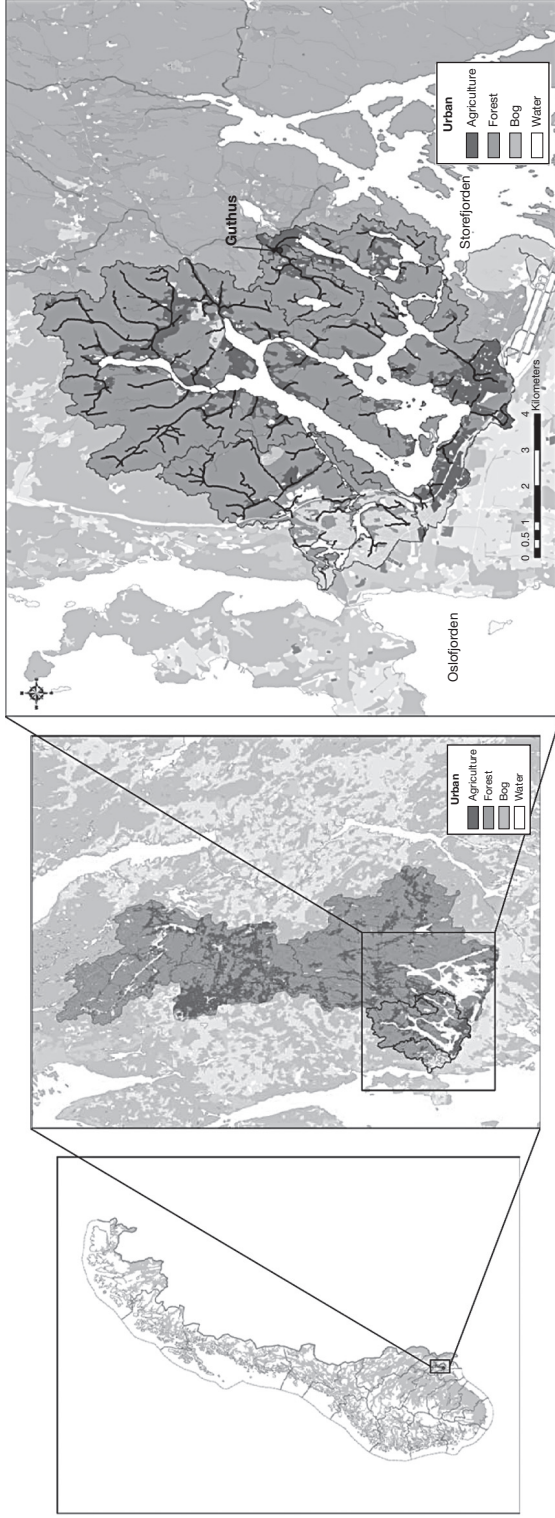 Urban
Agriculture
Forest
Bog
Water
Urban
Agriculture
Forest
Bog
Water
Guthus
Storefjorden
Oslofjorden
0 0.5 1 2 3 4
Kilometers